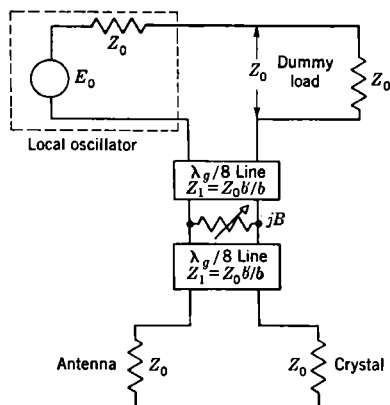 Z₀
E₀
Local oscillator
Z₀
Dummy
load
Z₀
λg/8 Line
Z₁ = Z₀b'/b
jB
λg/8 Line
Z₁ = Z₀b'/b
Antenna
Z₀
Z₀
Crystal